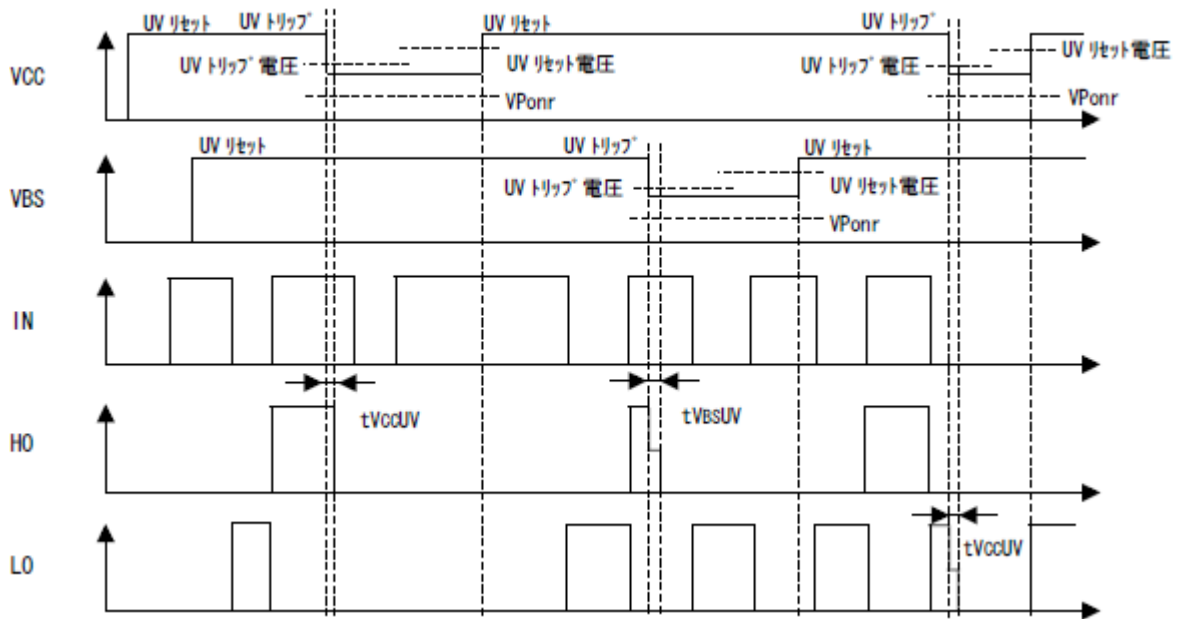 UV リセット UV トリップ UV リセット UV トリップ
VCC UV トリップ電圧 UV リセット電圧 UV トリップ電圧 UV リセット電圧
VPonr VPonr
UV リセット UV トリップ UV リセット
VBS UV トリップ電圧 UV リセット電圧
VPonr
IN
tVCCUV tVBSUV
HO
tVCCUV
LO